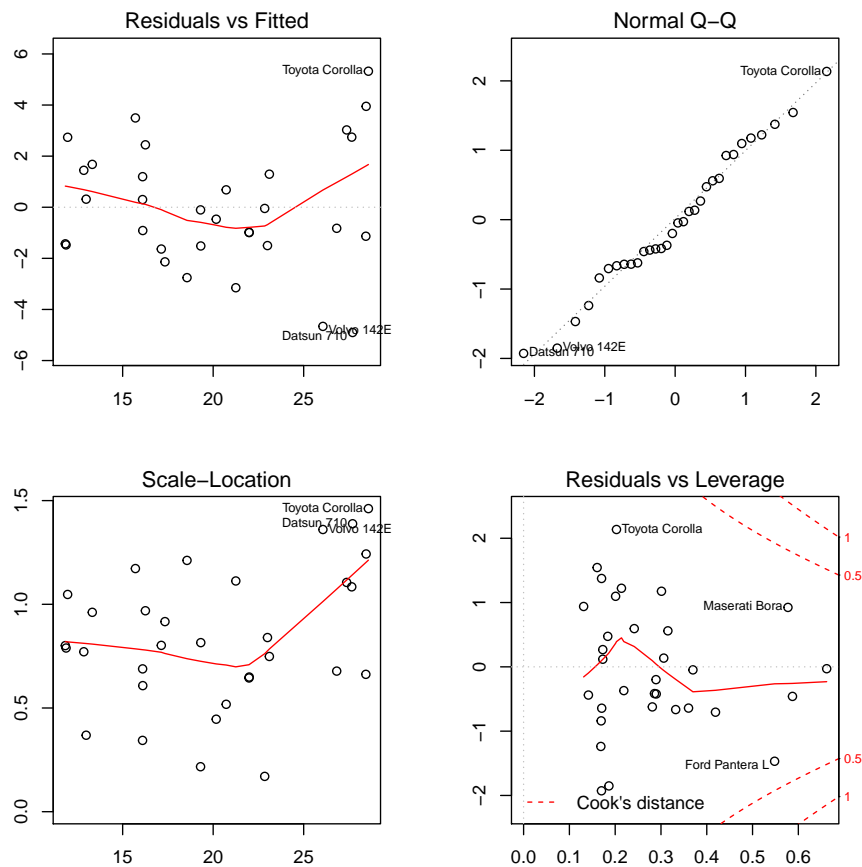 Residuals vs Fitted
6
4
2
0
−2
−4
−6
15 20 25
Toyota Corolla
Volvo 142E
Datsun 710
Normal Q−Q
2
1
0
−1
−2
−2 −1 0 1 2
Toyota Corolla
Volvo 142E
Datsun 710
Scale−Location
1.5
1.0
0.5
0.0
15 20 25
Toyota Corolla
Datsun 710
Volvo 142E
Residuals vs Leverage
2
1
0
−1
−2
0.0 0.1 0.2 0.3 0.4 0.5 0.6
Toyota Corolla
1
0.5
Maserati Bora
0.5
Ford Pantera L
1
Cook's distance